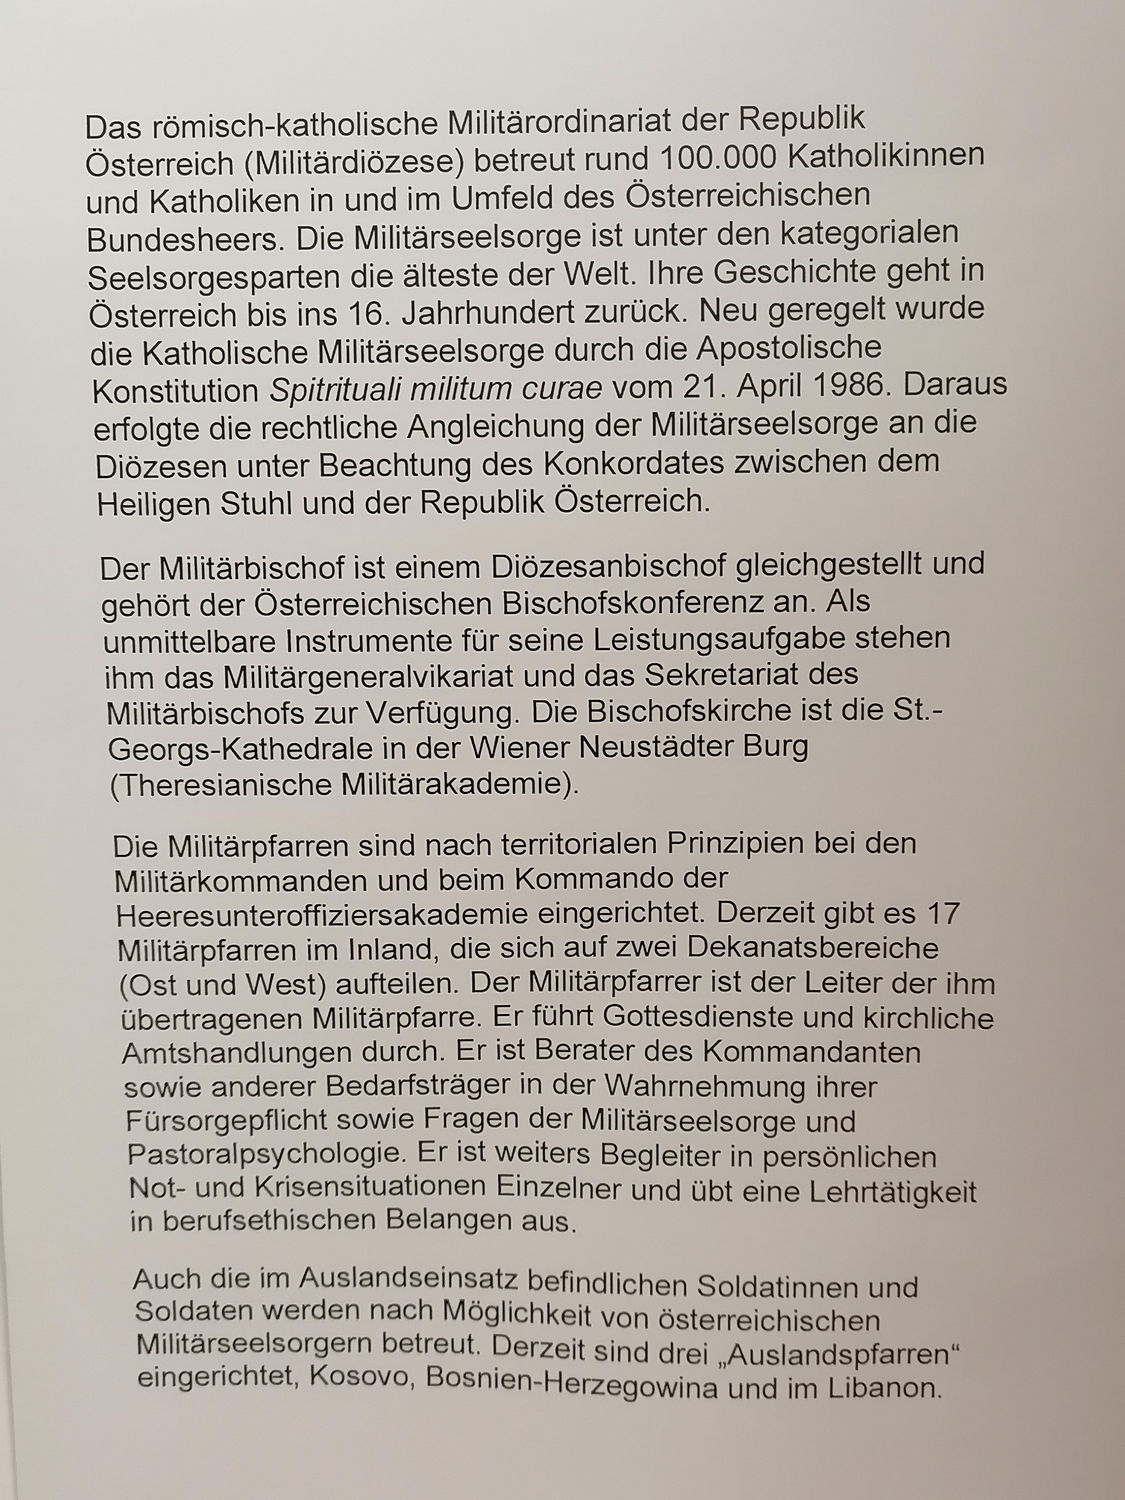 Das römisch-katholische Militärordinariat der Republik
Österreich (Militärdiözese) betreut rund 100.000 Katholikinnen
und Katholiken in und im Umfeld des Österreichischen
Bundesheers. Die Militärseelsorge ist unter den kategorialen
Seelsorgesparten die älteste der Welt. Ihre Geschichte geht in
Österreich bis ins 16. Jahrhundert zurück. Neu geregelt wurde
die Katholische Militärseelsorge durch die Apostolische
Konstitution Spitrituali militum curae vom 21. April 1986. Daraus
erfolgte die rechtliche Angleichung der Militärseelsorge an die
Diözesen unter Beachtung des Konkordates zwischen dem
Heiligen Stuhl und der Republik Österreich.
Der Militärbischof ist einem Diözesanbischof gleichgestellt und
gehört der Österreichischen Bischofskonferenz an. Als
unmittelbare Instrumente für seine Leistungsaufgabe stehen
ihm das Militärgeneralvikariat und das Sekretariat des
Militärbischofs zur Verfügung. Die Bischofskirche ist die St.-
Georgs-Kathedrale in der Wiener Neustädter Burg
(Theresianische Militärakademie).
Die Militärpfarren sind nach territorialen Prinzipien bei den
Militärkommanden und beim Kommando der
Heeresunteroffiziersakademie eingerichtet. Derzeit gibt es 17
Militärpfarren im Inland, die sich auf zwei Dekanatsbereiche
(Ost und West) aufteilen. Der Militärpfarrer ist der Leiter der ihm
übertragenen Militärpfarre. Er führt Gottesdienste und kirchliche
Amtshandlungen durch. Er ist Berater des Kommandanten
sowie anderer Bedarfsträger in der Wahrnehmung ihrer
Fürsorgepflicht sowie Fragen der Militärseelsorge und
Pastoralpsychologie. Er ist weiters Begleiter in persönlichen
Not- und Krisensituationen Einzelner und übt eine Lehrtätigkeit
in berufsethischen Belangen aus.
Auch die im Auslandseinsatz befindlichen Soldatinnen und
Soldaten werden nach Möglichkeit von österreichischen
Militärseelsorgern betreut. Derzeit sind drei „Auslandspfarren“
eingerichtet, Kosovo, Bosnien-Herzegowina und im Libanon.